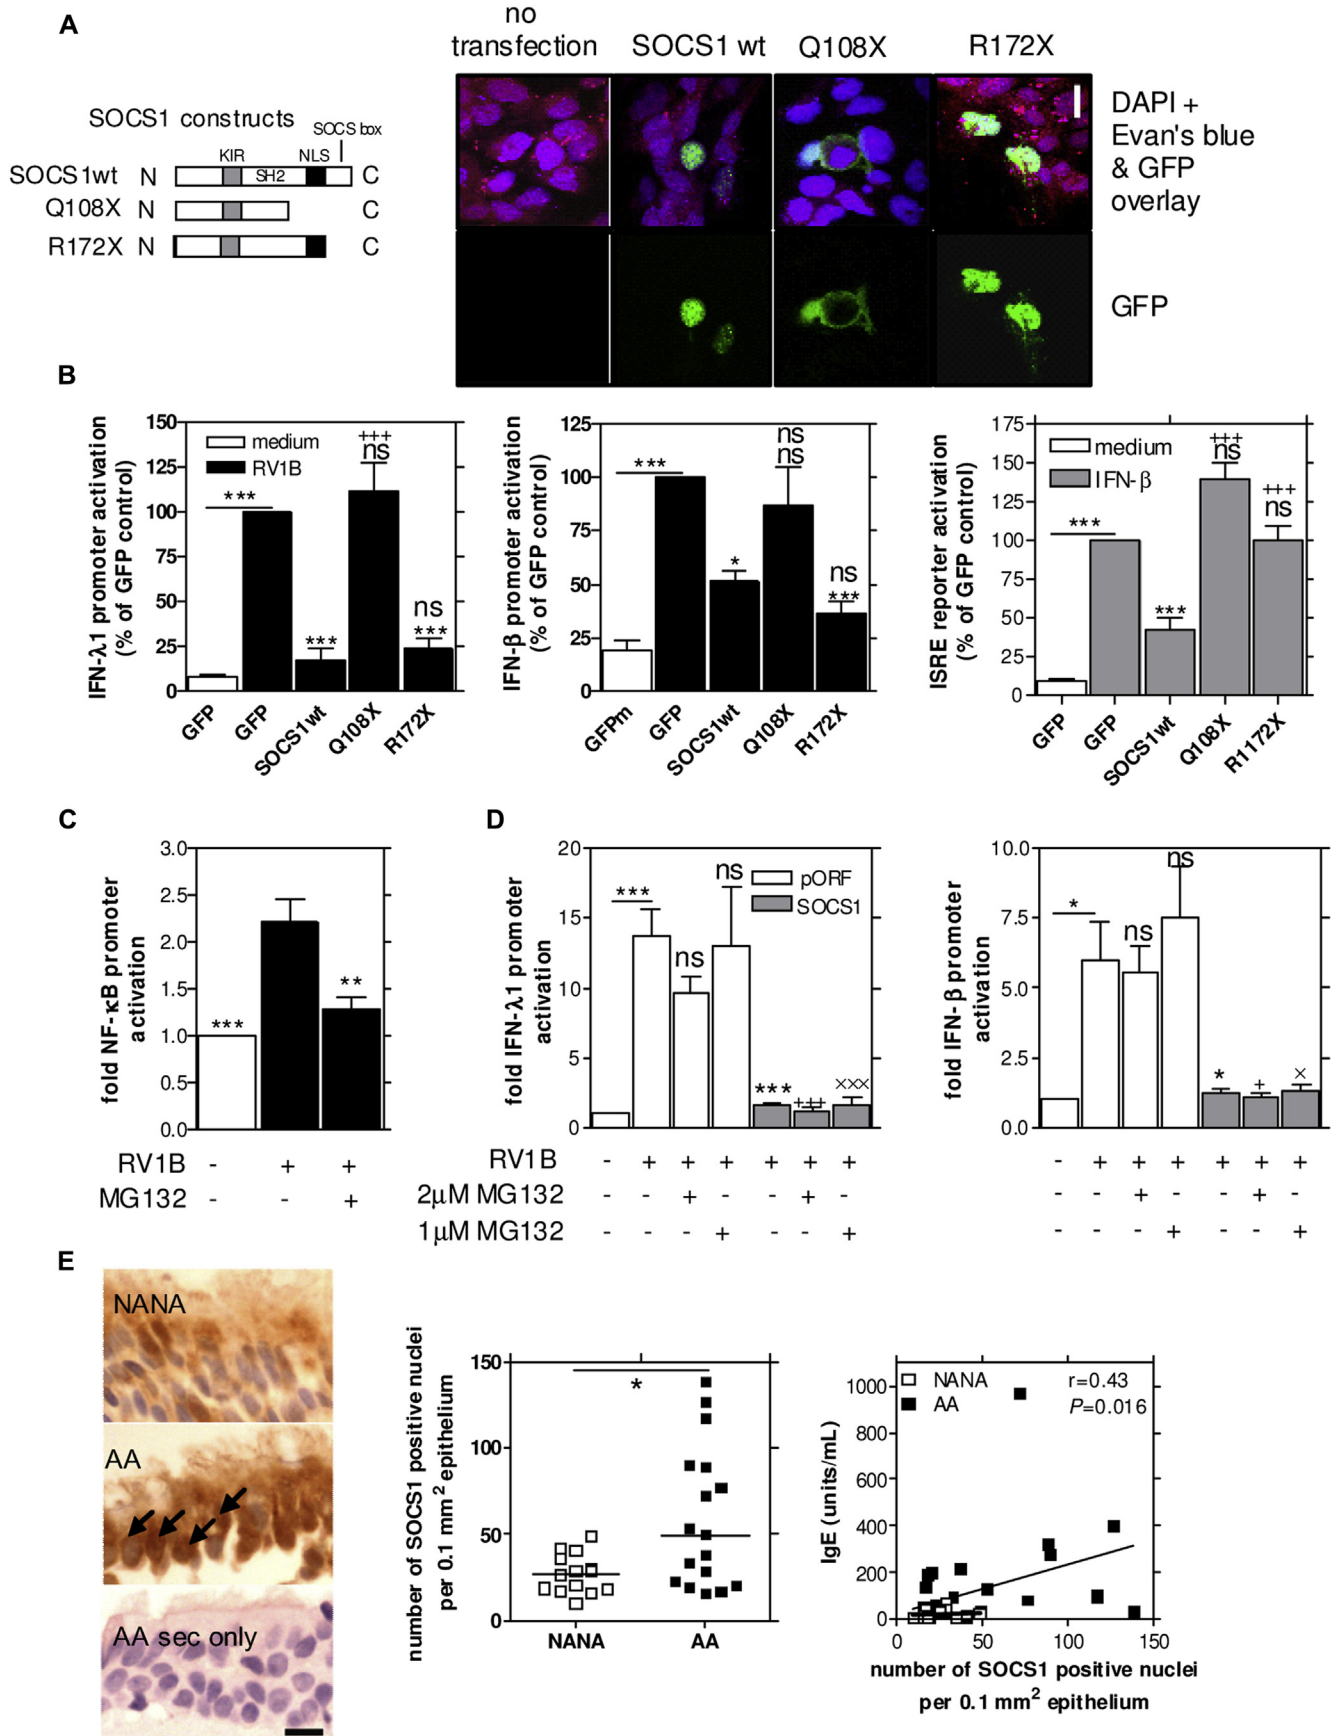 A
no
transfection
SOCS1 wt
Q108X
R172X
SOCS1 constructs
SOCS box
KIR
NLS
SOCS1wt N SH2 C
Q108X N C
R172X N C
DAPI +
Evan's blue
& GFP
overlay
GFP
B
IFN-λ1 promoter activation
(% of GFP control)
150
125
100
75
50
25
0
medium
RV1B
***
***
+++
ns
ns
***
GFP
GFP
SOCS1wt
Q108X
R172X
IFN-β promoter activation
(% of GFP control)
125
100
75
50
25
0
***
*
ns
ns
ns
***
GFPm
GFP
SOCS1wt
Q108X
R172X
ISRE reporter activation
(% of GFP control)
175
150
125
100
75
50
25
0
medium
IFN-β
***
***
+++
ns
+++
ns
GFP
GFP
SOCS1wt
Q108X
R1172X
C
fold NF-κB promoter
activation
3.0
2.5
2.0
1.5
1.0
0.5
0.0
***
**
RV1B - + +
MG132 - - +
D
fold IFN-λ1 promoter
activation
20
15
10
5
0
pORF
SOCS1
***
ns
ns
***
+++
×××
RV1B - + + + + + +
2μM MG132 - - + - - + -
1μM MG132 - - - + - - +
fold IFN-β promoter
activation
10.0
7.5
5.0
2.5
0.0
*
ns
ns
*
+
×
- + + + + + +
- - + - - + -
- - - + - - +
E
NANA
AA
AA sec only
number of SOCS1 positive nuclei
per 0.1 mm² epithelium
150
100
50
0
*
NANA
AA
IgE (units/mL)
1000
800
600
400
200
0
NANA
AA
r=0.43
P=0.016
0 50 100 150
number of SOCS1 positive nuclei
per 0.1 mm² epithelium